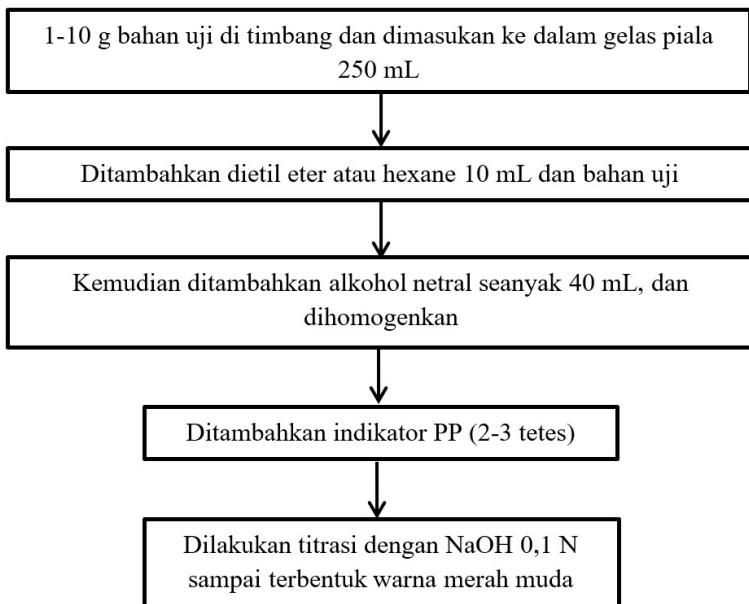 1-10 g bahan uji di timbang dan dimasukan ke dalam gelas piala
250 mL
Ditambahkan dietil eter atau hexane 10 mL dan bahan uji
Kemudian ditambahkan alkohol netral seanyak 40 mL, dan
dihomogenkan
Ditambahkan indikator PP (2-3 tetes)
Dilakukan titrasi dengan NaOH 0,1 N
sampai terbentuk warna merah muda